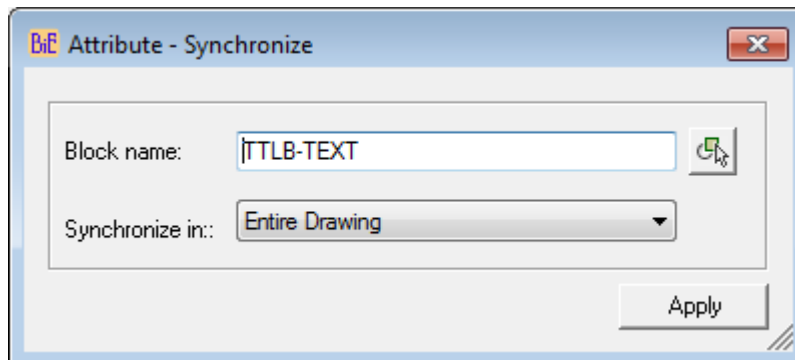 BiE Attribute - Synchronize
Block name: TTLB-TEXT
Synchronize in:: Entire Drawing
Apply